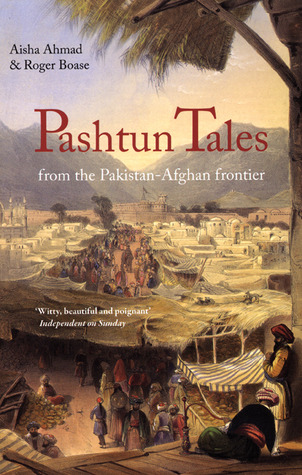 Aisha Ahmad
& Roger Boase
Pashtun Tales
from the Pakistan-Afghan frontier
'Witty, beautiful and poignant'
Independent on Sunday